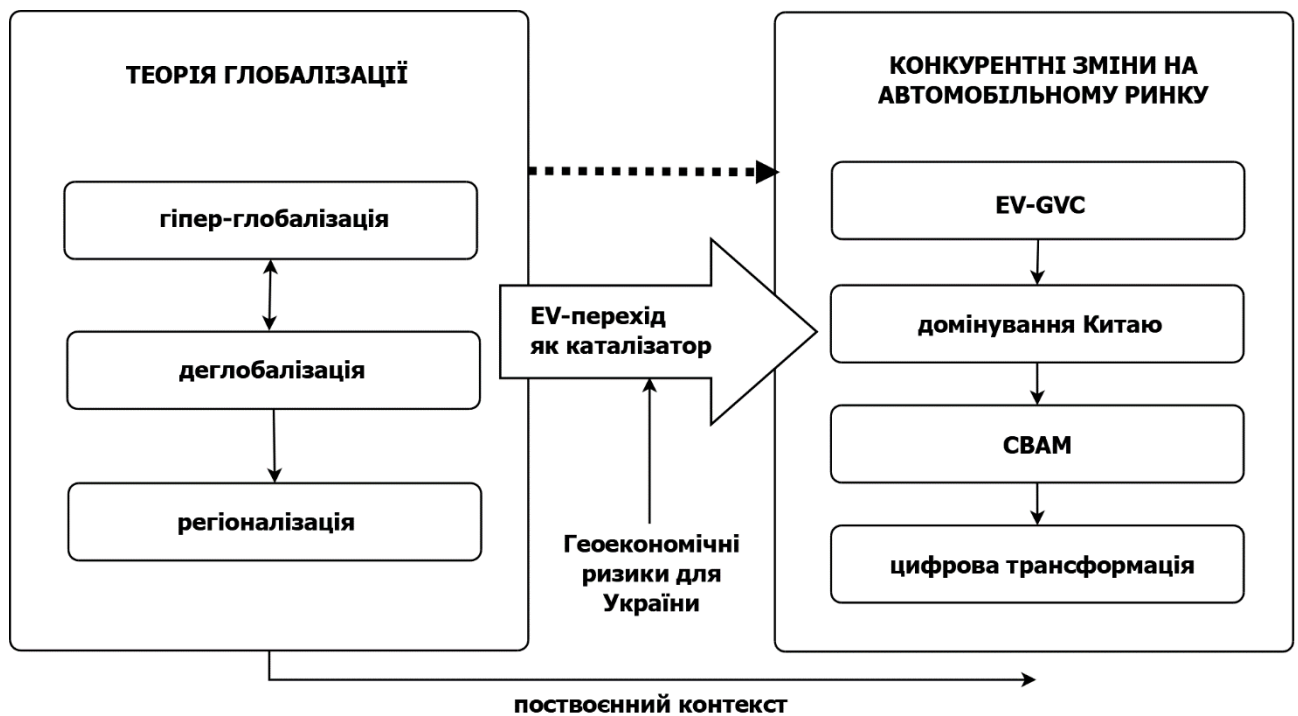 ТЕОРІЯ ГЛОБАЛІЗАЦІЇ
гіпер-глобалізація
деглобалізація
регіоналізація
EV-перехід
як каталізатор
Геоекономічні
ризики для
України
КОНКУРЕНТНІ ЗМІНИ НА
АВТОМОБІЛЬНОМУ РИНКУ
EV-GVC
домінування Китаю
CBAM
цифрова трансформація
поствоєнний контекст